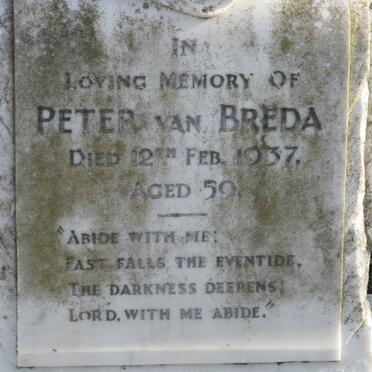 IN
LOVING MEMORY OF
PETER VAN BREDA
DIED 12TH FEB. 1937,
AGED 59
"ABIDE WITH ME;
FAST FALLS THE EVENTIDE,
THE DARKNESS DEEPENS;
LORD, WITH ME ABIDE."